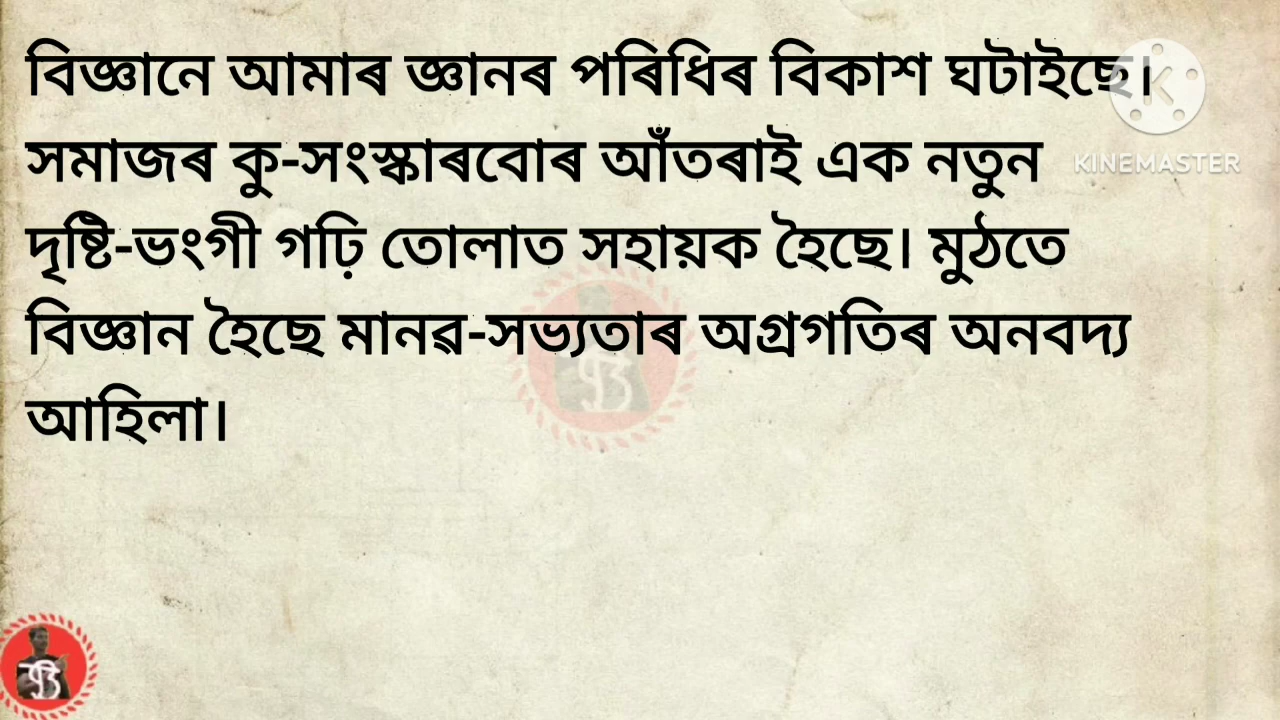 বিজ্ঞানে আমাৰ জ্ঞানৰ পৰিধিৰ বিকাশ ঘটাইছে।
সমাজৰ কু-সংস্কাৰবোৰ আঁতৰাই এক নতুন
দৃষ্টি-ভংগী গঢ়ি তোলাত সহায়ক হৈছে। মুঠতে
বিজ্ঞান হৈছে মানৱ-সভ্যতাৰ অগ্ৰগতিৰ অনবদ্য
আহিলা।
KINEMASTER